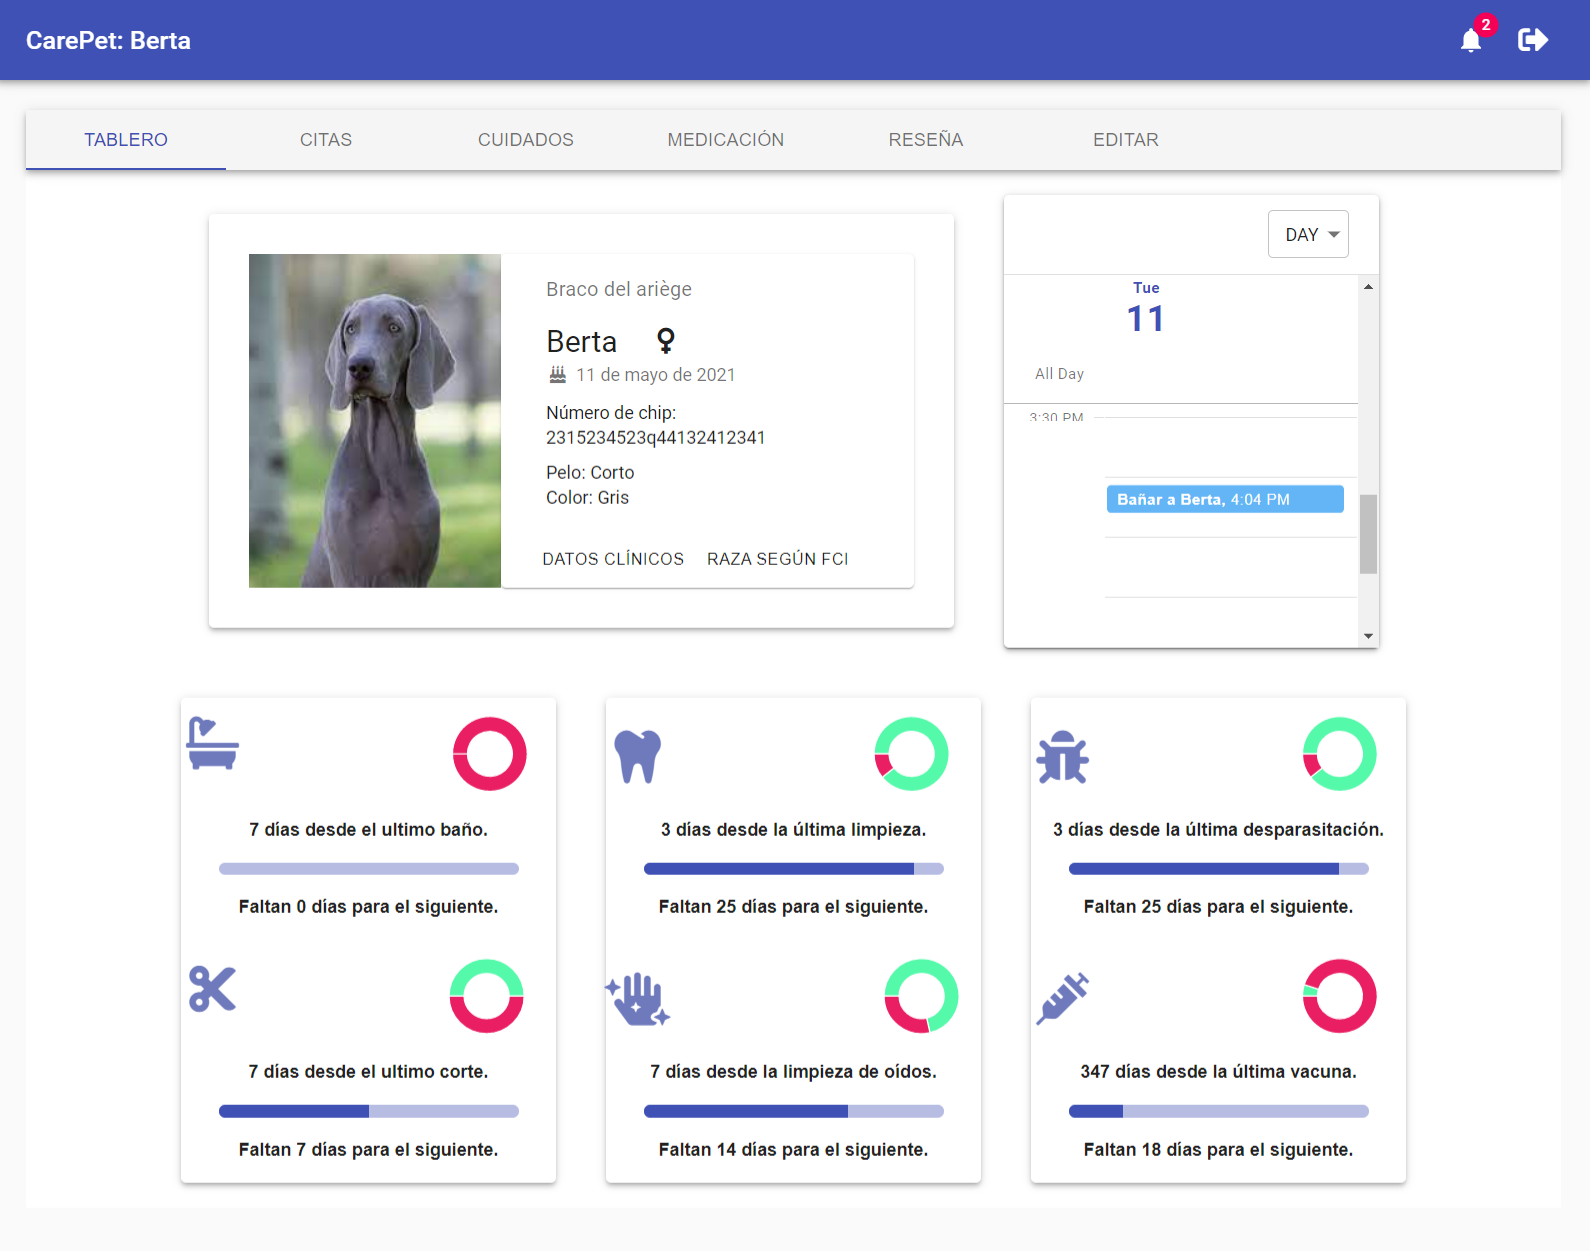 CarePet: Berta
2
TABLERO
CITAS
CUIDADOS
MEDICACIÓN
RESEÑA
EDITAR
Braco del ariège
Berta
11 de mayo de 2021
Número de chip:
2315234523q44132412341
Pelo: Corto
Color: Gris
DATOS CLÍNICOS
RAZA SEGÚN FCI
DAY
Tue
11
All Day
3:30 PM
Bañar a Berta, 4:04 PM
7 días desde el ultimo baño.
Faltan 0 días para el siguiente.
3 días desde la última limpieza.
Faltan 25 días para el siguiente.
3 días desde la última desparasitación.
Faltan 25 días para el siguiente.
7 días desde el ultimo corte.
Faltan 7 días para el siguiente.
7 días desde la limpieza de oídos.
Faltan 14 días para el siguiente.
347 días desde la última vacuna.
Faltan 18 días para el siguiente.